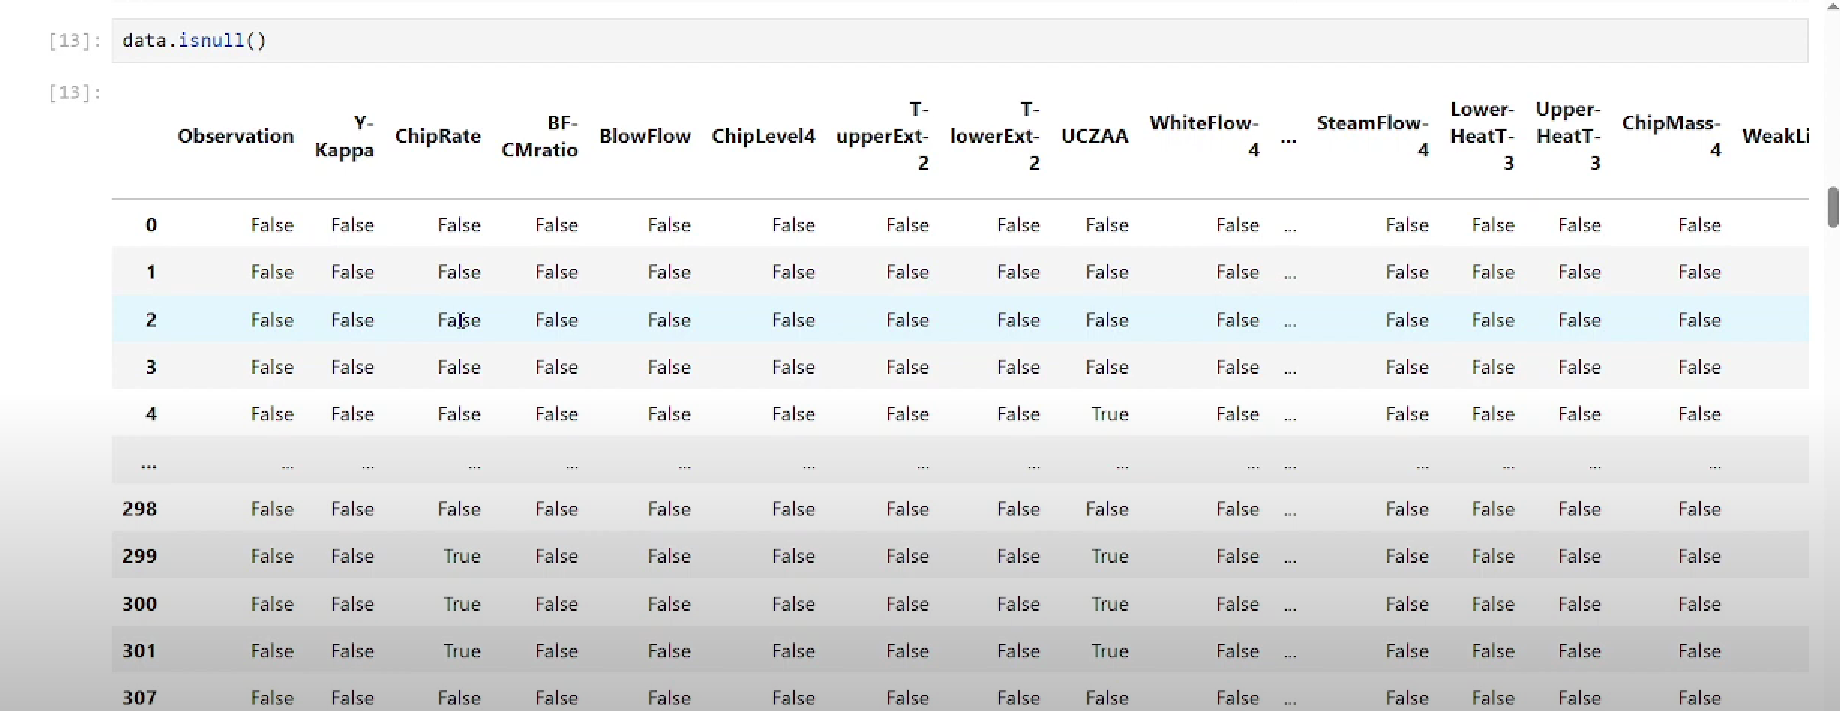 [13]: data.isnull()
[13]:
Observation Y-Kappa ChipRate BF-CMratio BlowFlow ChipLevel4 T-upperExt-2 T-lowerExt-2 UCZAA WhiteFlow-4 ... SteamFlow-4 Lower-HeatT-3 Upper-HeatT-3 ChipMass-4 WeakLi
0 False False False False False False False False False False ... False False False False
1 False False False False False False False False False False ... False False False False
2 False False False False False False False False False False ... False False False False
3 False False False False False False False False False False ... False False False False
4 False False False False False False False False True False ... False False False False
... ... ... ... ... ... ... ... ... ... ... ... ... ... ... ...
298 False False False False False False False False False False ... False False False False
299 False False True False False False False False True False ... False False False False
300 False False True False False False False False True False ... False False False False
301 False False True False False False False False True False ... False False False False
307 False False False False False False False False False False ... False False False False